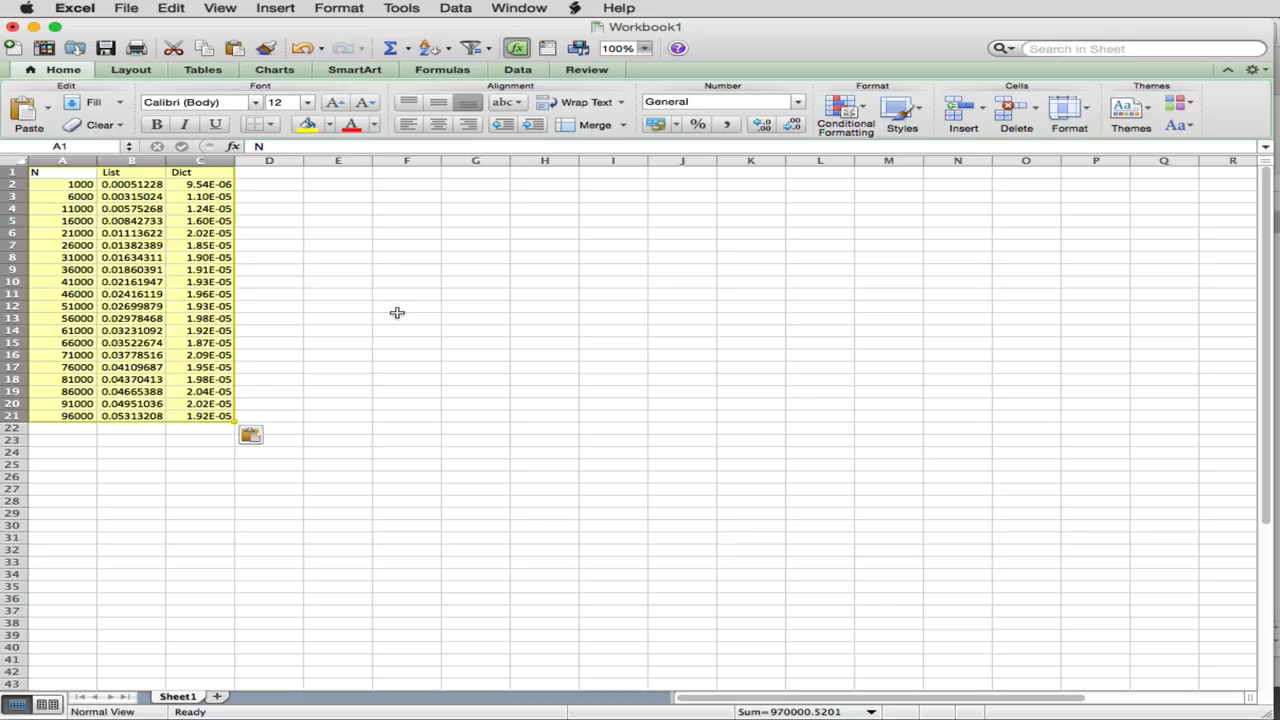 Excel File Edit View Insert Format Tools Data Window Help
Workbook1
100% Search in Sheet
Home Layout Tables Charts SmartArt Formulas Data Review
Edit Font Alignment Number Format Cells Themes
Paste Fill Clear Calibri (Body) 12 abc Wrap Text General Conditional Formatting Styles Insert Delete Format Themes Aa
B I U Merge % Aa
A1 fx N
A B C D E F G H I J K L M N O P Q R
1 N List Dict
2 1000 0.00051228 9.54E-06
3 6000 0.00315024 1.10E-05
4 11000 0.00575268 1.24E-05
5 16000 0.00842733 1.60E-05
6 21000 0.01113622 2.02E-05
7 26000 0.01382389 1.85E-05
8 31000 0.01634311 1.90E-05
9 36000 0.01860391 1.91E-05
10 41000 0.02161947 1.93E-05
11 46000 0.02416119 1.96E-05
12 51000 0.02699879 1.93E-05
13 56000 0.02978468 1.98E-05
14 61000 0.03231092 1.92E-05
15 66000 0.03522674 1.87E-05
16 71000 0.03778516 2.09E-05
17 76000 0.04109687 1.95E-05
18 81000 0.04370413 1.98E-05
19 86000 0.04665388 2.04E-05
20 91000 0.04951036 2.02E-05
21 96000 0.05313208 1.92E-05
22
23
24
25
26
27
28
29
30
31
32
33
34
35
36
37
38
39
40
41
42
43
Sheet1
Normal View Ready Sum=970000.5201